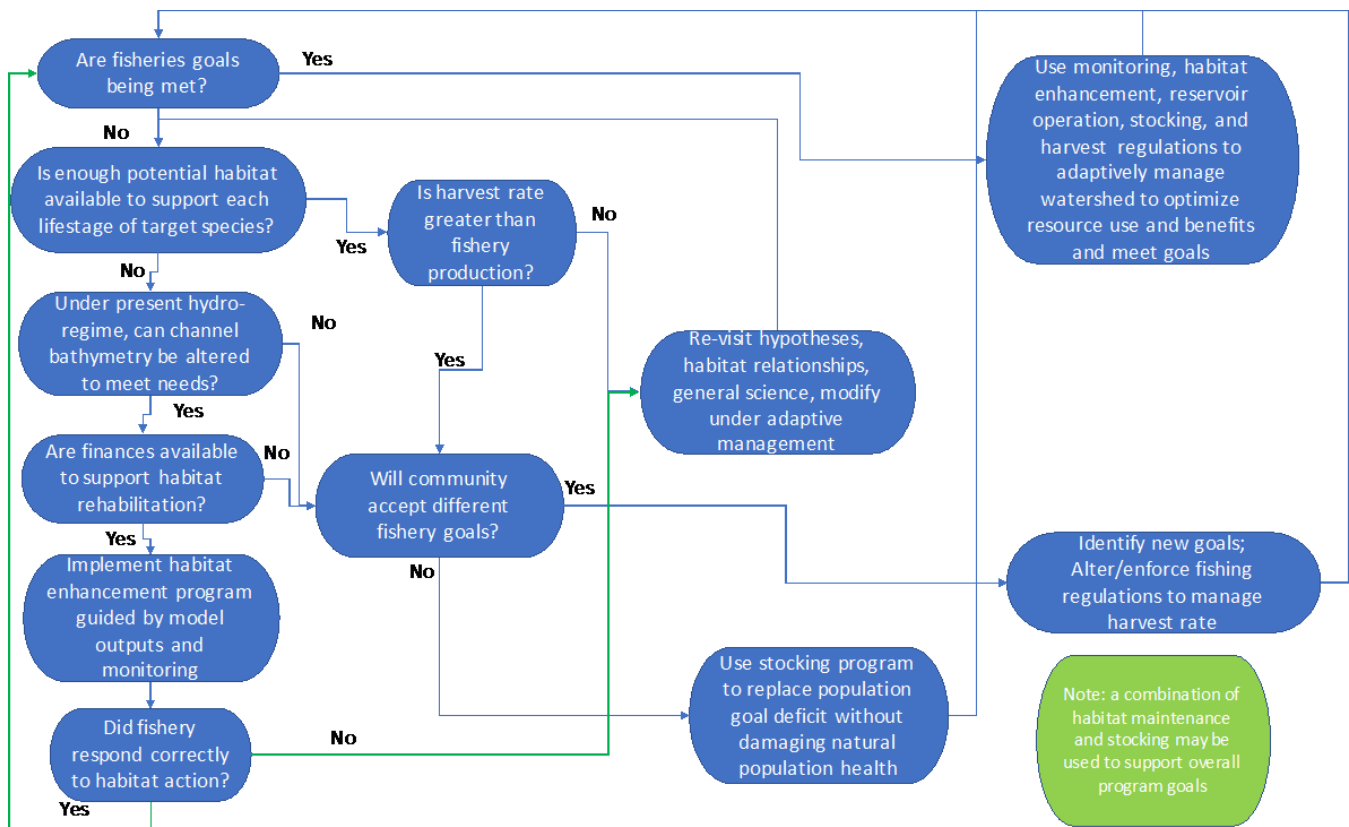 Are fisheries goals
being met?
Yes
No
Use monitoring, habitat
enhancement, reservoir
operation, stocking, and
harvest regulations to
adaptively manage
watershed to optimize
resource use and benefits
and meet goals
Is enough potential habitat
available to support each
lifestage of target species?
Yes
No
Is harvest rate
greater than
fishery
production?
No
Yes
Under present hydro-
regime, can channel
bathymetry be altered
to meet needs?
No
Yes
Re-visit hypotheses,
habitat relationships,
general science, modify
under adaptive
management
Are finances available
to support habitat
rehabilitation?
No
Yes
Will community
accept different
fishery goals?
Yes
No
Identify new goals;
Alter/enforce fishing
regulations to manage
harvest rate
Implement habitat
enhancement program
guided by model
outputs and
monitoring
Use stocking program
to replace population
goal deficit without
damaging natural
population health
Did fishery
respond correctly
to habitat action?
No
Yes
Note: a combination of
habitat maintenance
and stocking may be
used to support overall
program goals